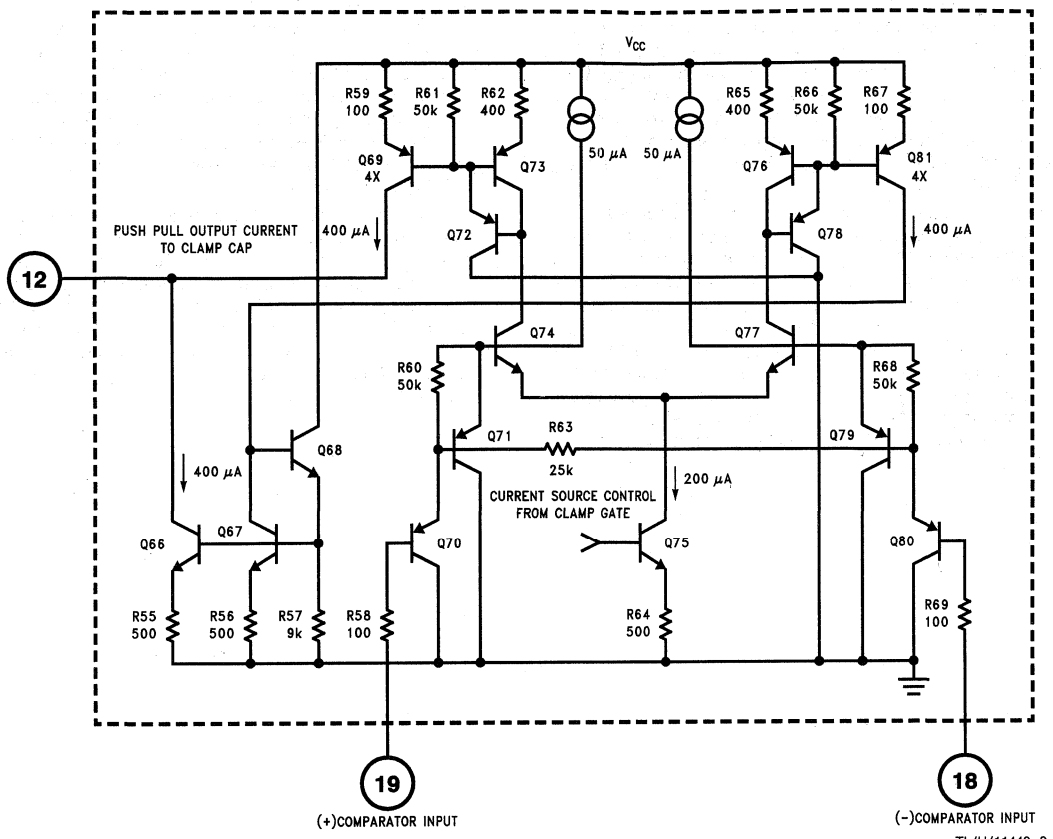 VCC
R59
100
R61
50k
R62
400
50 μA
50 μA
R65
400
R66
50k
R67
100
Q69
4X
Q73
Q76
Q81
4X
Q72
Q78
PUSH PULL OUTPUT CURRENT
TO CLAMP CAP
400 μA
400 μA
12
Q74
Q77
R60
50k
R68
50k
Q68
Q71
R63
25k
Q79
400 μA
CURRENT SOURCE CONTROL
FROM CLAMP GATE
200 μA
Q66
Q67
Q70
Q75
Q80
R55
500
R56
500
R57
9k
R58
100
R64
500
R69
100
19
(+)COMPARATOR INPUT
18
(-)COMPARATOR INPUT